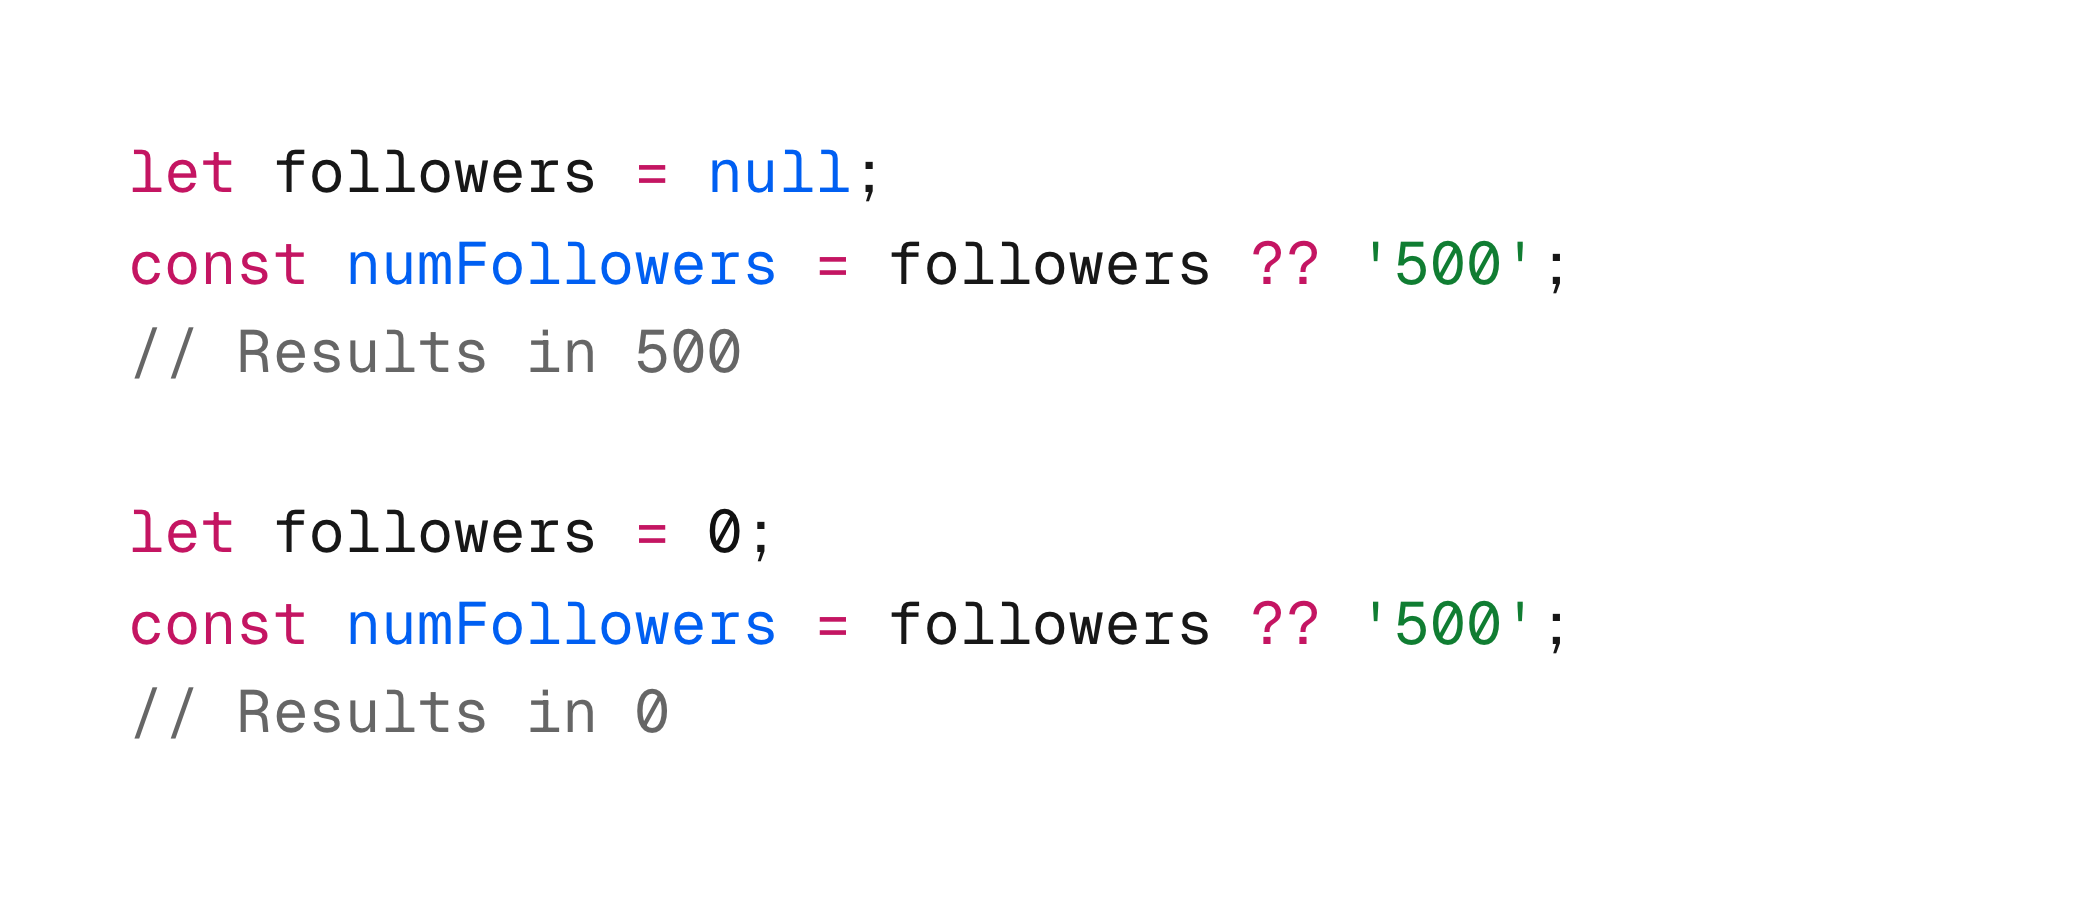 let followers = null;
const numFollowers = followers ?? '500';
// Results in 500
let followers = 0;
const numFollowers = followers ?? '500';
// Results in 0